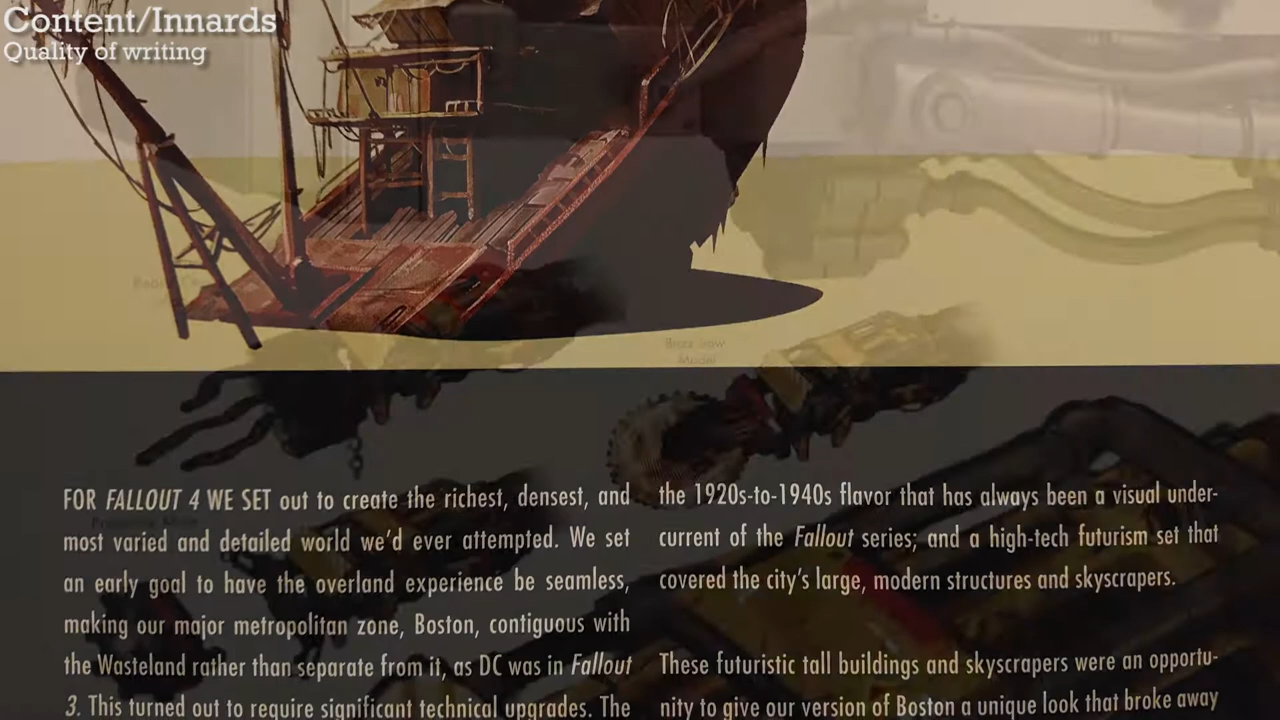 Content/Innards
Quality of writing
Buzz Saw
Model
FOR FALLOUT 4 WE SET out to create the richest, densest, and
most varied and detailed world we'd ever attempted. We set
an early goal to have the overland experience be seamless,
making our major metropolitan zone, Boston, contiguous with
the Wasteland rather than separate from it, as DC was in Fallout
3. This turned out to require significant technical upgrades. The
the 1920s-to-1940s flavor that has always been a visual under-
current of the Fallout series; and a high-tech futurism set that
covered the city's large, modern structures and skyscrapers.
These futuristic tall buildings and skyscrapers were an opportu-
nity to give our version of Boston a unique look that broke away